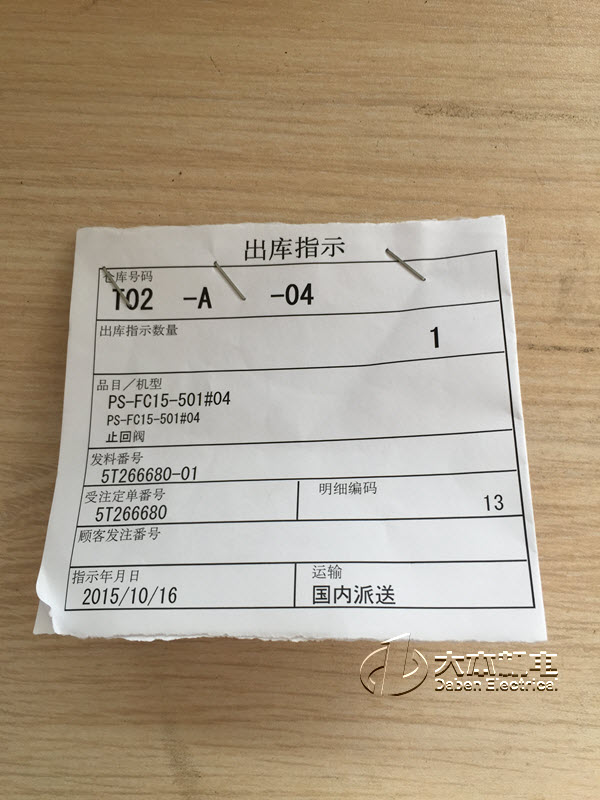 出库指示
仓库号码
T02 -A -04
出库指示数量
1
品目／机型
PS-FC15-501#04
PS-FC15-501#04
止回阀
发料番号
5T266680-01
受注定单番号
5T266680
明细编码
13
顾客发注番号
指示年月日
2015/10/16
运输
国内派送
大本机电
Daben Electrical